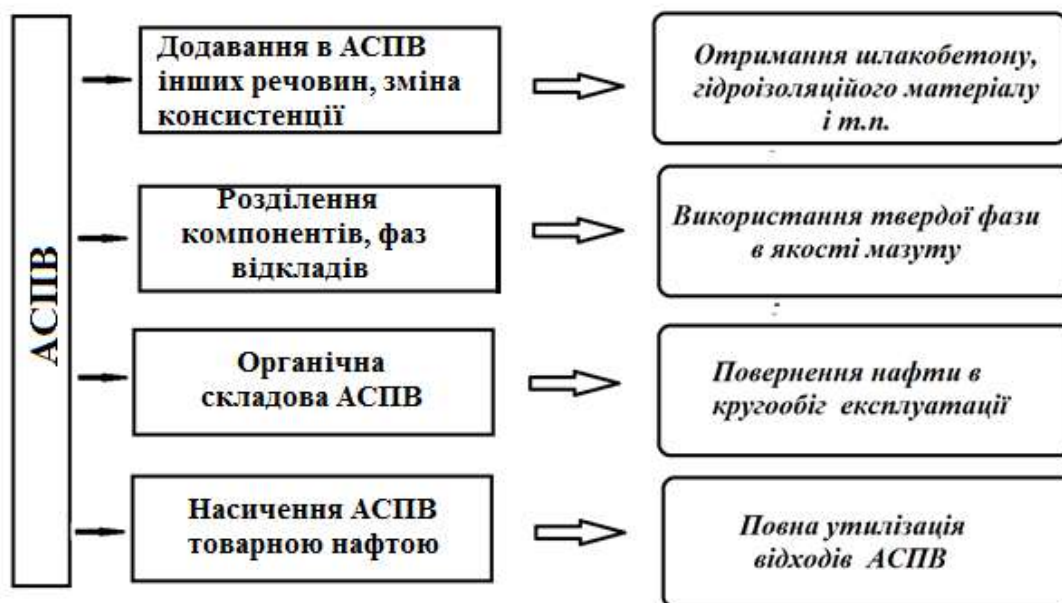 АСПВ
Додавання в АСПВ
інших речовин, зміна
консистенції
Отримання шлакобетону,
гідроізоляційого матеріалу
і т.п.
Розділення
компонентів, фаз
відкладів
Використання твердої фази
в якості мазуту
Органічна
складова АСПВ
Повернення нафти в
кругообіг експлуатації
Насичення АСПВ
товарною нафтою
Повна утилізація
відходів АСПВ